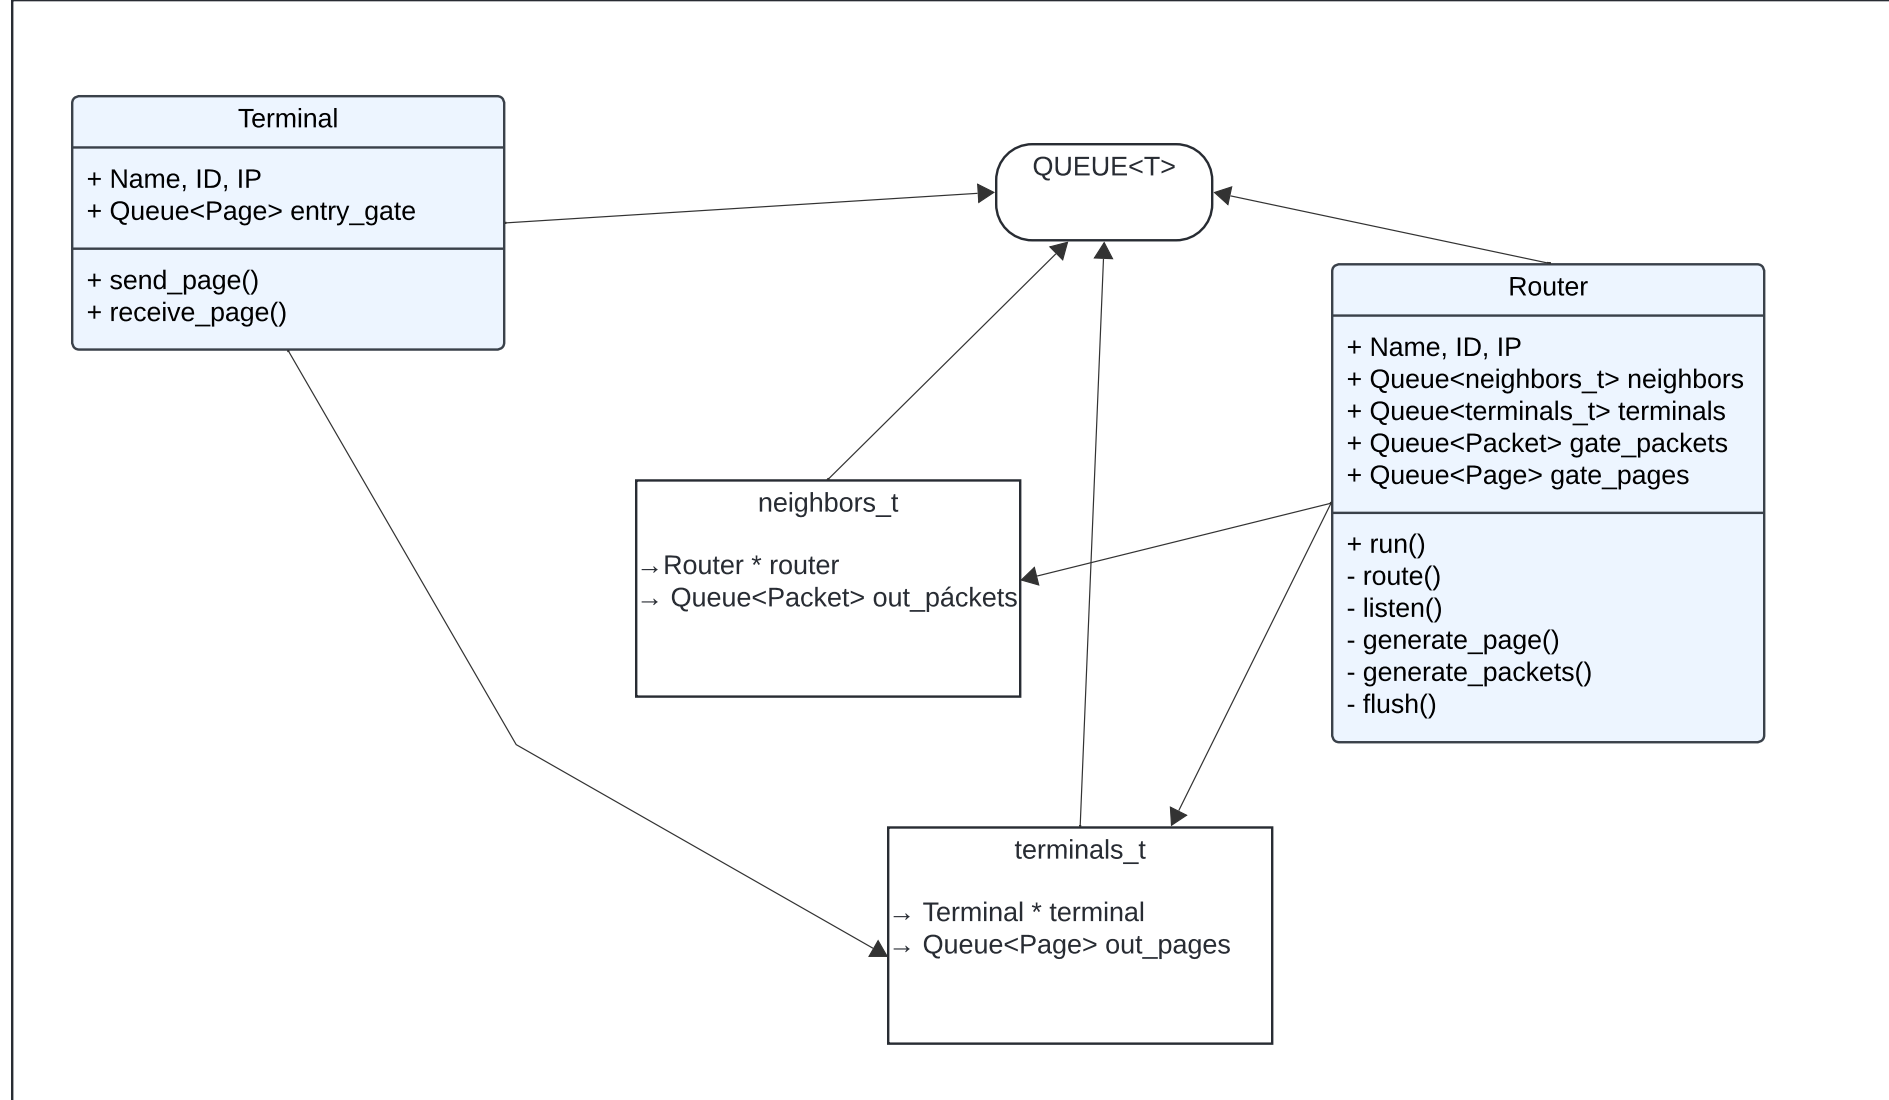 Terminal
+ Name, ID, IP
+ Queue<Page> entry_gate
+ send_page()
+ receive_page()
QUEUE<T>
Router
+ Name, ID, IP
+ Queue<neighbors_t> neighbors
+ Queue<terminals_t> terminals
+ Queue<Packet> gate_packets
+ Queue<Page> gate_pages
+ run()
- route()
- listen()
- generate_page()
- generate_packets()
- flush()
neighbors_t
→Router * router
→ Queue<Packet> out_páckets
terminals_t
→ Terminal * terminal
→ Queue<Page> out_pages